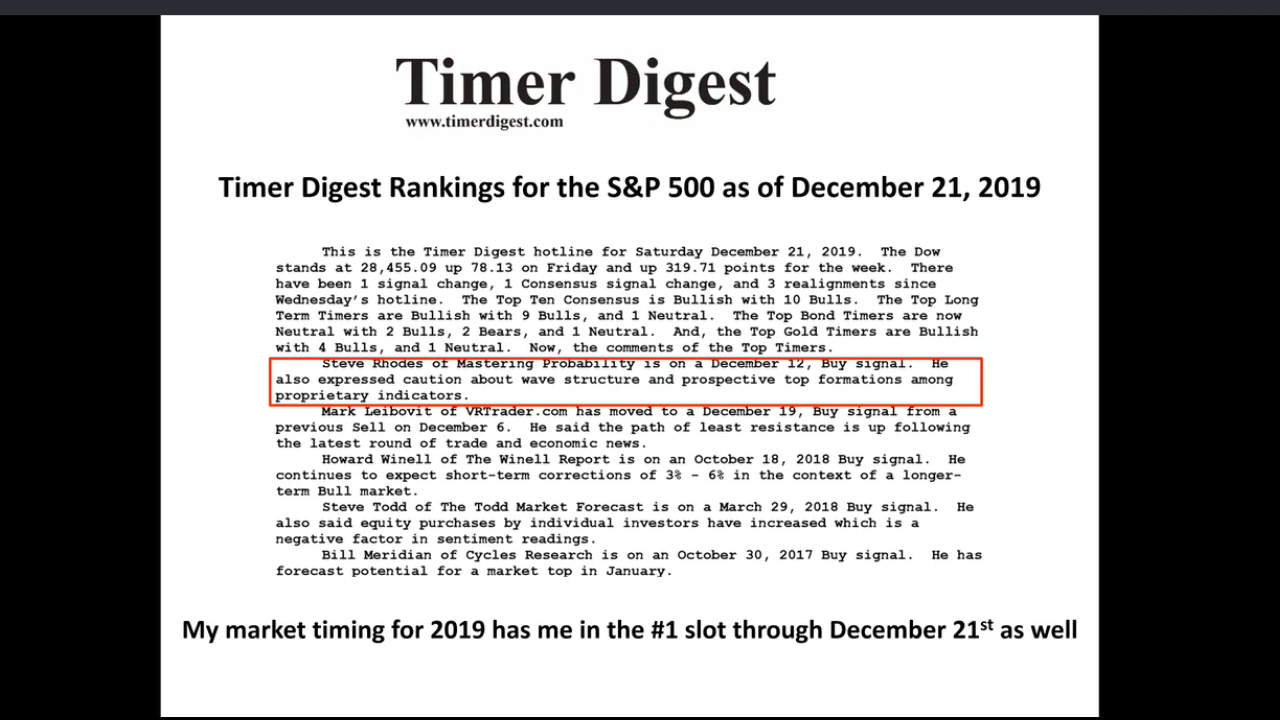 Timer Digest
www.timerdigest.com
Timer Digest Rankings for the S&P 500 as of December 21, 2019
This is the Timer Digest hotline for Saturday December 21, 2019. The Dow
stands at 28,455.09 up 78.13 on Friday and up 319.71 points for the week. There
have been 1 signal change, 1 Consensus signal change, and 3 realignments since
Wednesday's hotline. The Top Ten Consensus is Bullish with 10 Bulls. The Top Long
Term Timers are Bullish with 9 Bulls, and 1 Neutral. The Top Bond Timers are now
Neutral with 2 Bulls, 2 Bears, and 1 Neutral. And, the Top Gold Timers are Bullish
with 4 Bulls, and 1 Neutral. Now, the comments of the Top Timers.
Steve Rhodes of Mastering Probability is on a December 12, Buy signal. He
also expressed caution about wave structure and prospective top formations among
proprietary indicators.
Mark Leibovit of VRTrader.com has moved to a December 19, Buy signal from a
previous Sell on December 6. He said the path of least resistance is up following
the latest round of trade and economic news.
Howard Winell of The Winell Report is on an October 18, 2018 Buy signal. He
continues to expect short-term corrections of 3% - 6% in the context of a longer-
term Bull market.
Steve Todd of The Todd Market Forecast is on a March 29, 2018 Buy signal. He
also said equity purchases by individual investors have increased which is a
negative factor in sentiment readings.
Bill Meridian of Cycles Research is on an October 30, 2017 Buy signal. He has
forecast potential for a market top in January.
My market timing for 2019 has me in the #1 slot through December 21st as well